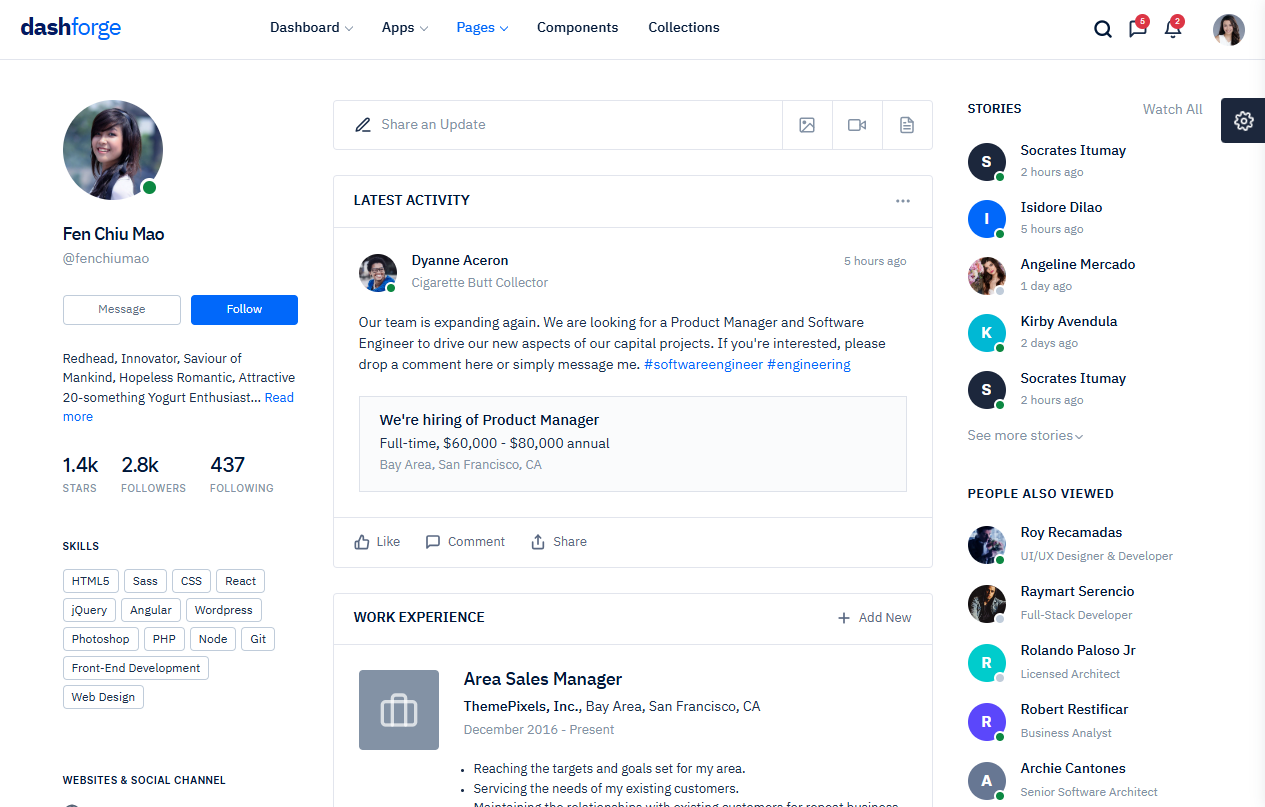 dashforge
Dashboard
Apps
Pages
Components
Collections
5
2
Fen Chiu Mao
@fenchiumao
Message
Follow
Redhead, Innovator, Saviour of
Mankind, Hopeless Romantic, Attractive
20-something Yogurt Enthusiast... Read
more
1.4k
STARS
2.8k
FOLLOWERS
437
FOLLOWING
SKILLS
HTML5
Sass
CSS
React
jQuery
Angular
Wordpress
Photoshop
PHP
Node
Git
Front-End Development
Web Design
WEBSITES & SOCIAL CHANNEL
Share an Update
LATEST ACTIVITY
Dyanne Aceron
Cigarette Butt Collector
5 hours ago
Our team is expanding again. We are looking for a Product Manager and Software
Engineer to drive our new aspects of our capital projects. If you're interested, please
drop a comment here or simply message me. #softwareengineer #engineering
We're hiring of Product Manager
Full-time, $60,000 - $80,000 annual
Bay Area, San Francisco, CA
Like
Comment
Share
WORK EXPERIENCE
Add New
Area Sales Manager
ThemePixels, Inc., Bay Area, San Francisco, CA
December 2016 - Present
Reaching the targets and goals set for my area.
Servicing the needs of my existing customers.
Maintaining the relationships with existing customers for repeat business
STORIES
Watch All
S
Socrates Itumay
2 hours ago
I
Isidore Dilao
5 hours ago
Angeline Mercado
1 day ago
K
Kirby Avendula
2 days ago
S
Socrates Itumay
2 hours ago
See more stories
PEOPLE ALSO VIEWED
Roy Recamadas
UI/UX Designer & Developer
Raymart Serencio
Full-Stack Developer
R
Rolando Paloso Jr
Licensed Architect
R
Robert Restificar
Business Analyst
A
Archie Cantones
Senior Software Architect